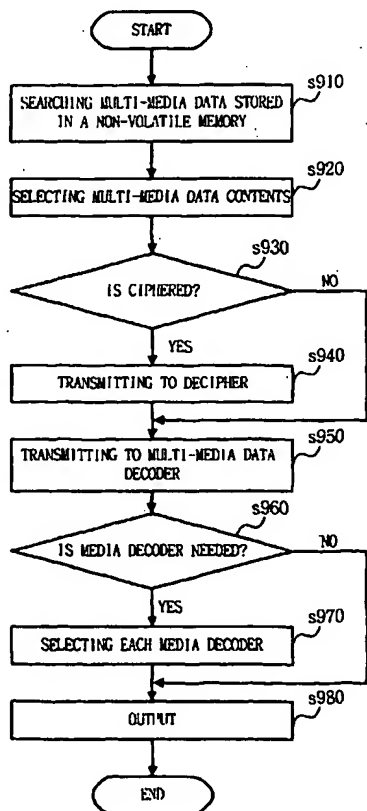 START
s910
SEARCHING MULTI-MEDIA DATA STORED
IN A NON-VOLATILE MEMORY
s920
SELECTING MULTI-MEDIA DATA CONTENTS
s930
IS CIPHERED?
NO
YES
s940
TRANSMITTING TO DECIPHER
s950
TRANSMITTING TO MULTI-MEDIA DATA
DECODER
s960
IS MEDIA DECODER NEEDED?
NO
YES
s970
SELECTING EACH MEDIA DECODER
s980
OUTPUT
END